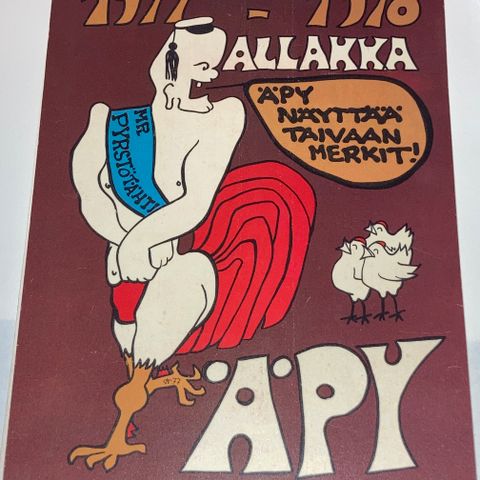 1977 - 1978
ALLAKKA
ÄPY
NÄYTTÄÄ
TAIVAAN
MERKIT!
MR
PYRSTÖTÄHTI
ÄPY